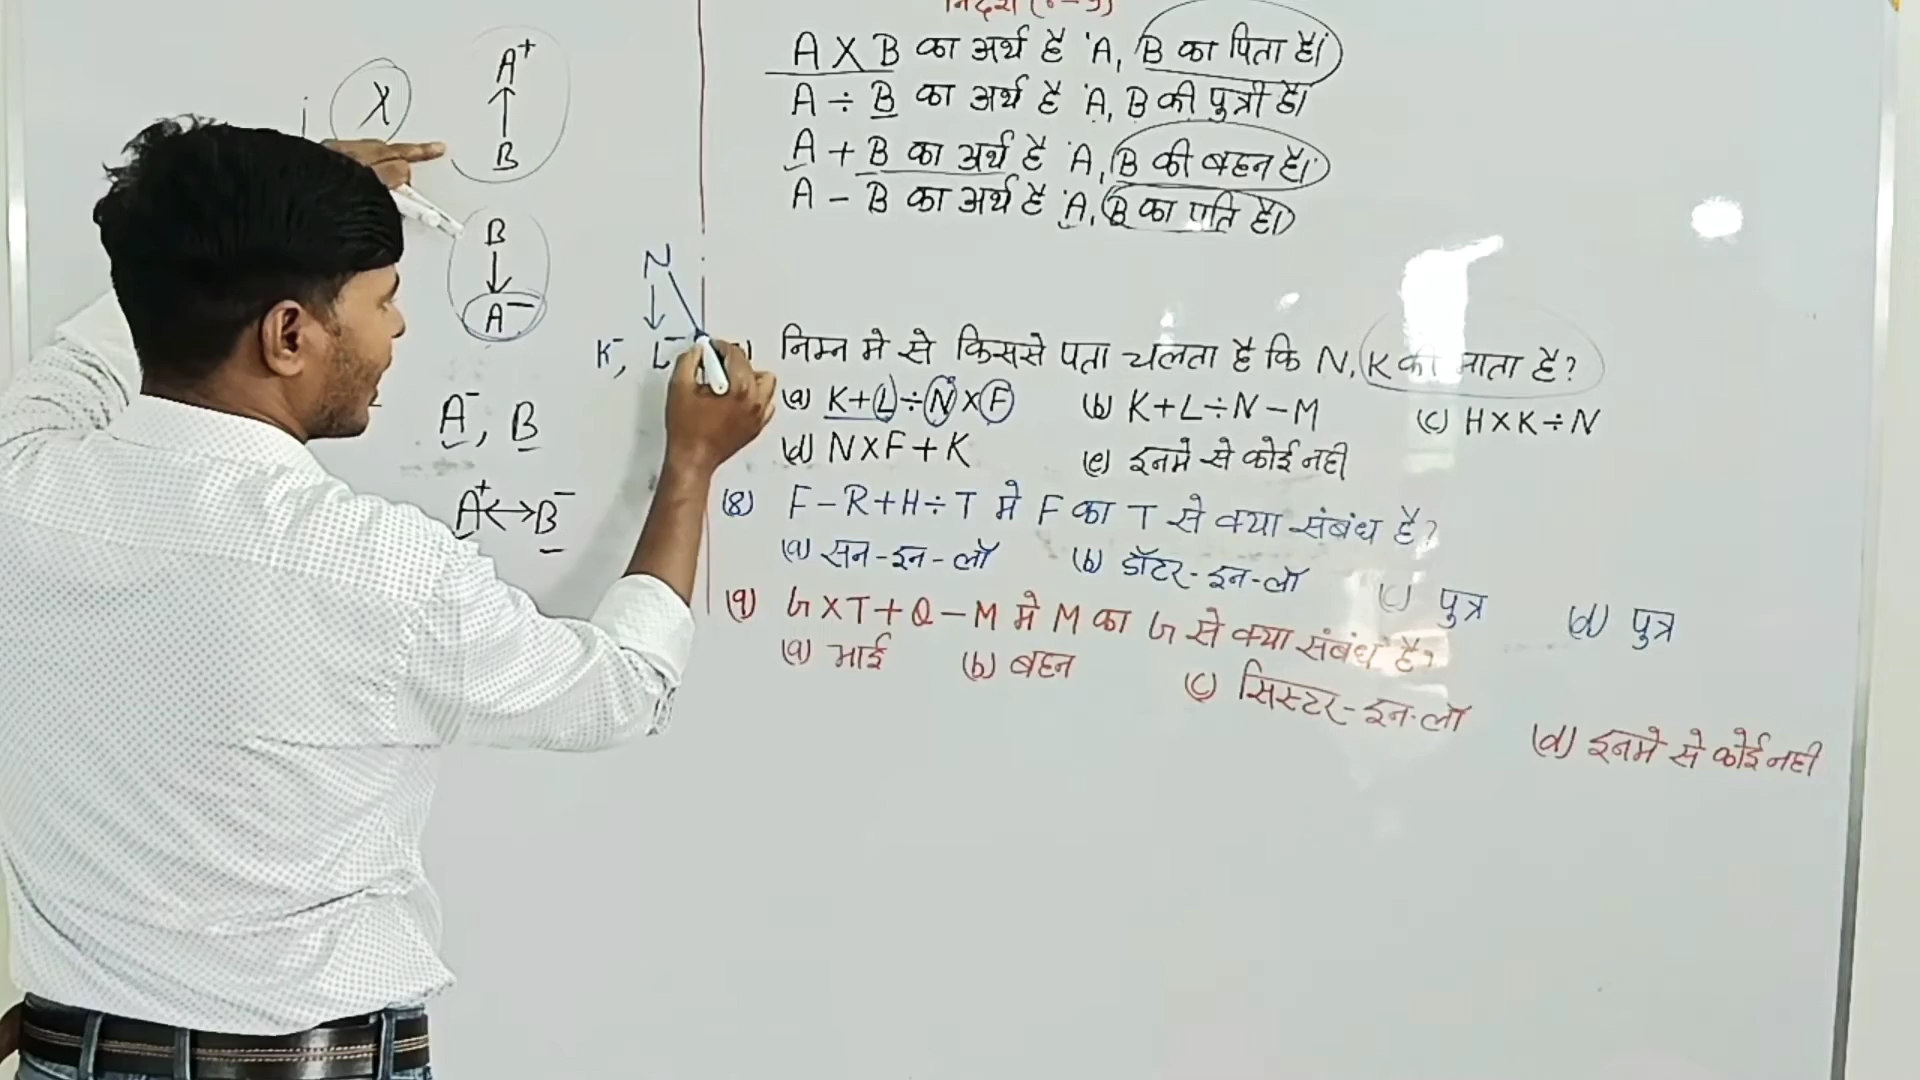 A X B का अर्थ है 'A, B का पिता है।
A ÷ B का अर्थ है 'A, B की पुत्री है।
A + B का अर्थ है 'A, B की बहन है।'
A - B का अर्थ है 'A, B का पति है।
निम्न मे से किससे पता चलता है कि N, K की माता है?
(a) K+L÷N×F (b) K+L÷N-M (c) H×K÷N
(d) N×F+K (e) इनमे से कोई नही
(8) F-R+H÷T मे F का T से क्या संबंध है?
(a) सन-इन-लॉ (b) डॉटर-इन-लॉ (c) पुत्र (d) पुत्र
(9) G×T+Q-M मे M का G से क्या संबंध है?
(a) भाई (b) बहन (c) सिस्टर-इन-लॉ (d) इनमे से कोई नही
X
A+
↑
B
B
↓
A-
N
↓
K-, L-
A-, B
A+↔B-